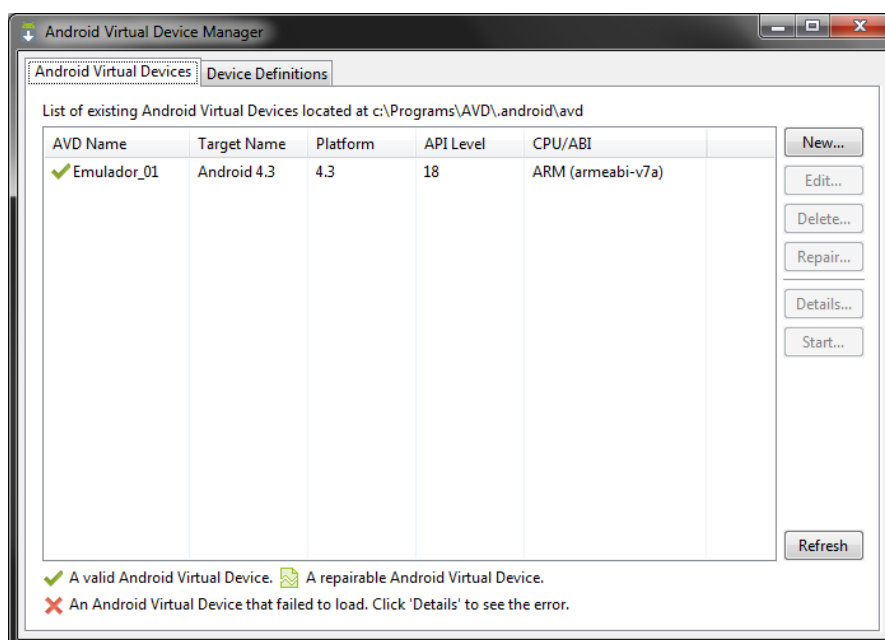 Android Virtual Device Manager
Android Virtual Devices Device Definitions
List of existing Android Virtual Devices located at c:\Programs\AVD\.android\avd
AVD Name Target Name Platform API Level CPU/ABI
Emulador_01 Android 4.3 4.3 18 ARM (armeabi-v7a)
New...
Edit...
Delete...
Repair...
Details...
Start...
Refresh
A valid Android Virtual Device. A repairable Android Virtual Device.
An Android Virtual Device that failed to load. Click 'Details' to see the error.